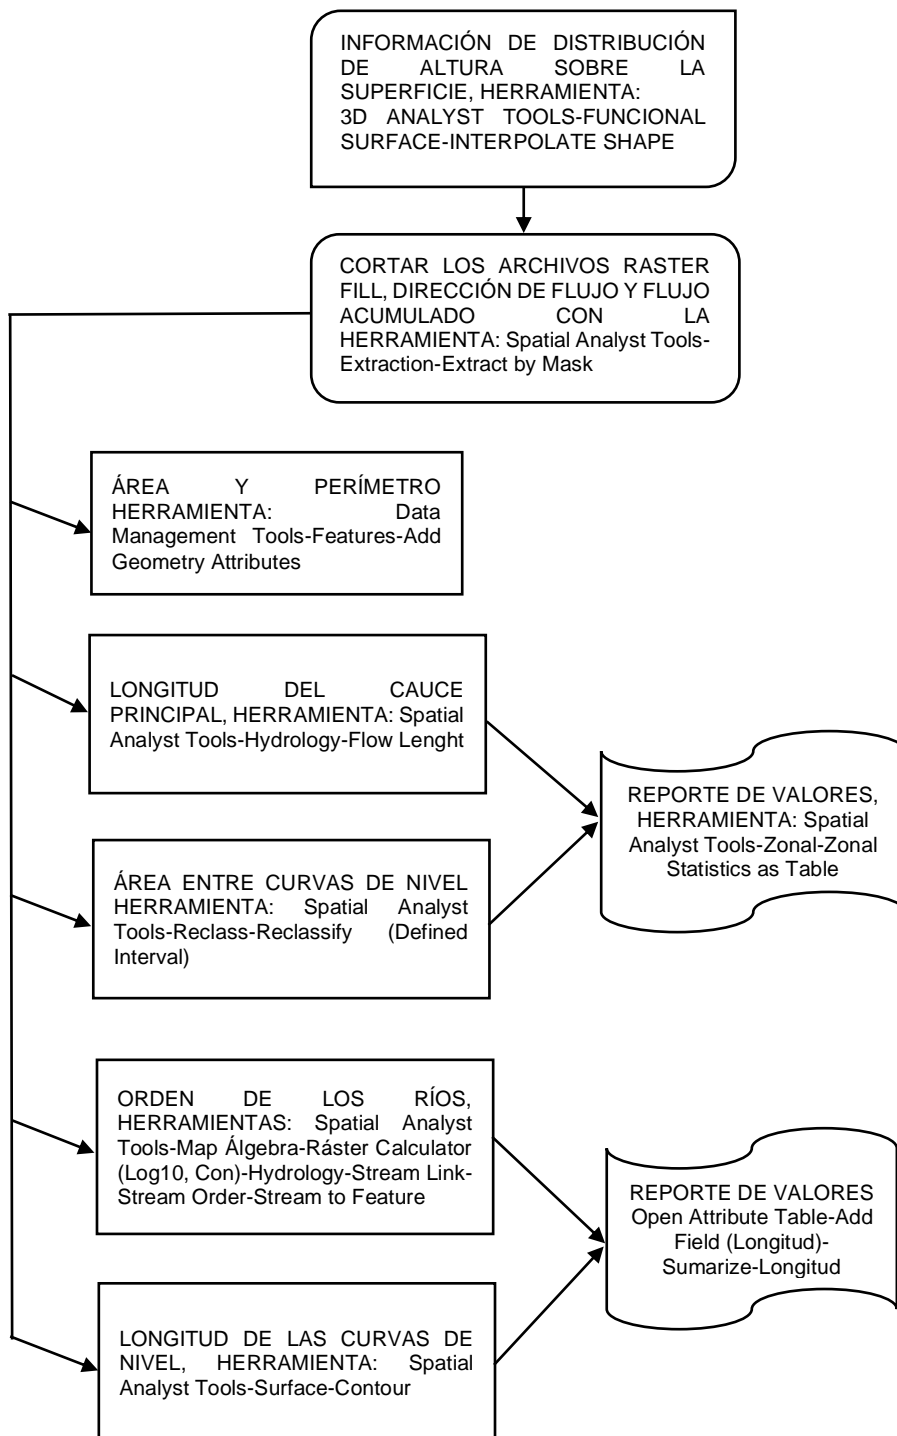 INFORMACIÓN DE DISTRIBUCIÓN
DE ALTURA SOBRE LA
SUPERFICIE, HERRAMIENTA:
3D ANALYST TOOLS-FUNCIONAL
SURFACE-INTERPOLATE SHAPE
CORTAR LOS ARCHIVOS RASTER
FILL, DIRECCIÓN DE FLUJO Y FLUJO
ACUMULADO CON LA
HERRAMIENTA: Spatial Analyst Tools-
Extraction-Extract by Mask
ÁREA Y PERÍMETRO
HERRAMIENTA: Data
Management Tools-Features-Add
Geometry Attributes
LONGITUD DEL CAUCE
PRINCIPAL, HERRAMIENTA: Spatial
Analyst Tools-Hydrology-Flow Lenght
REPORTE DE VALORES,
HERRAMIENTA: Spatial
Analyst Tools-Zonal-Zonal
Statistics as Table
ÁREA ENTRE CURVAS DE NIVEL
HERRAMIENTA: Spatial Analyst
Tools-Reclass-Reclassify (Defined
Interval)
ORDEN DE LOS RÍOS,
HERRAMIENTAS: Spatial Analyst
Tools-Map Álgebra-Ráster Calculator
(Log10, Con)-Hydrology-Stream Link-
Stream Order-Stream to Feature
REPORTE DE VALORES
Open Attribute Table-Add
Field (Longitud)-
Sumarize-Longitud
LONGITUD DE LAS CURVAS DE
NIVEL, HERRAMIENTA: Spatial
Analyst Tools-Surface-Contour